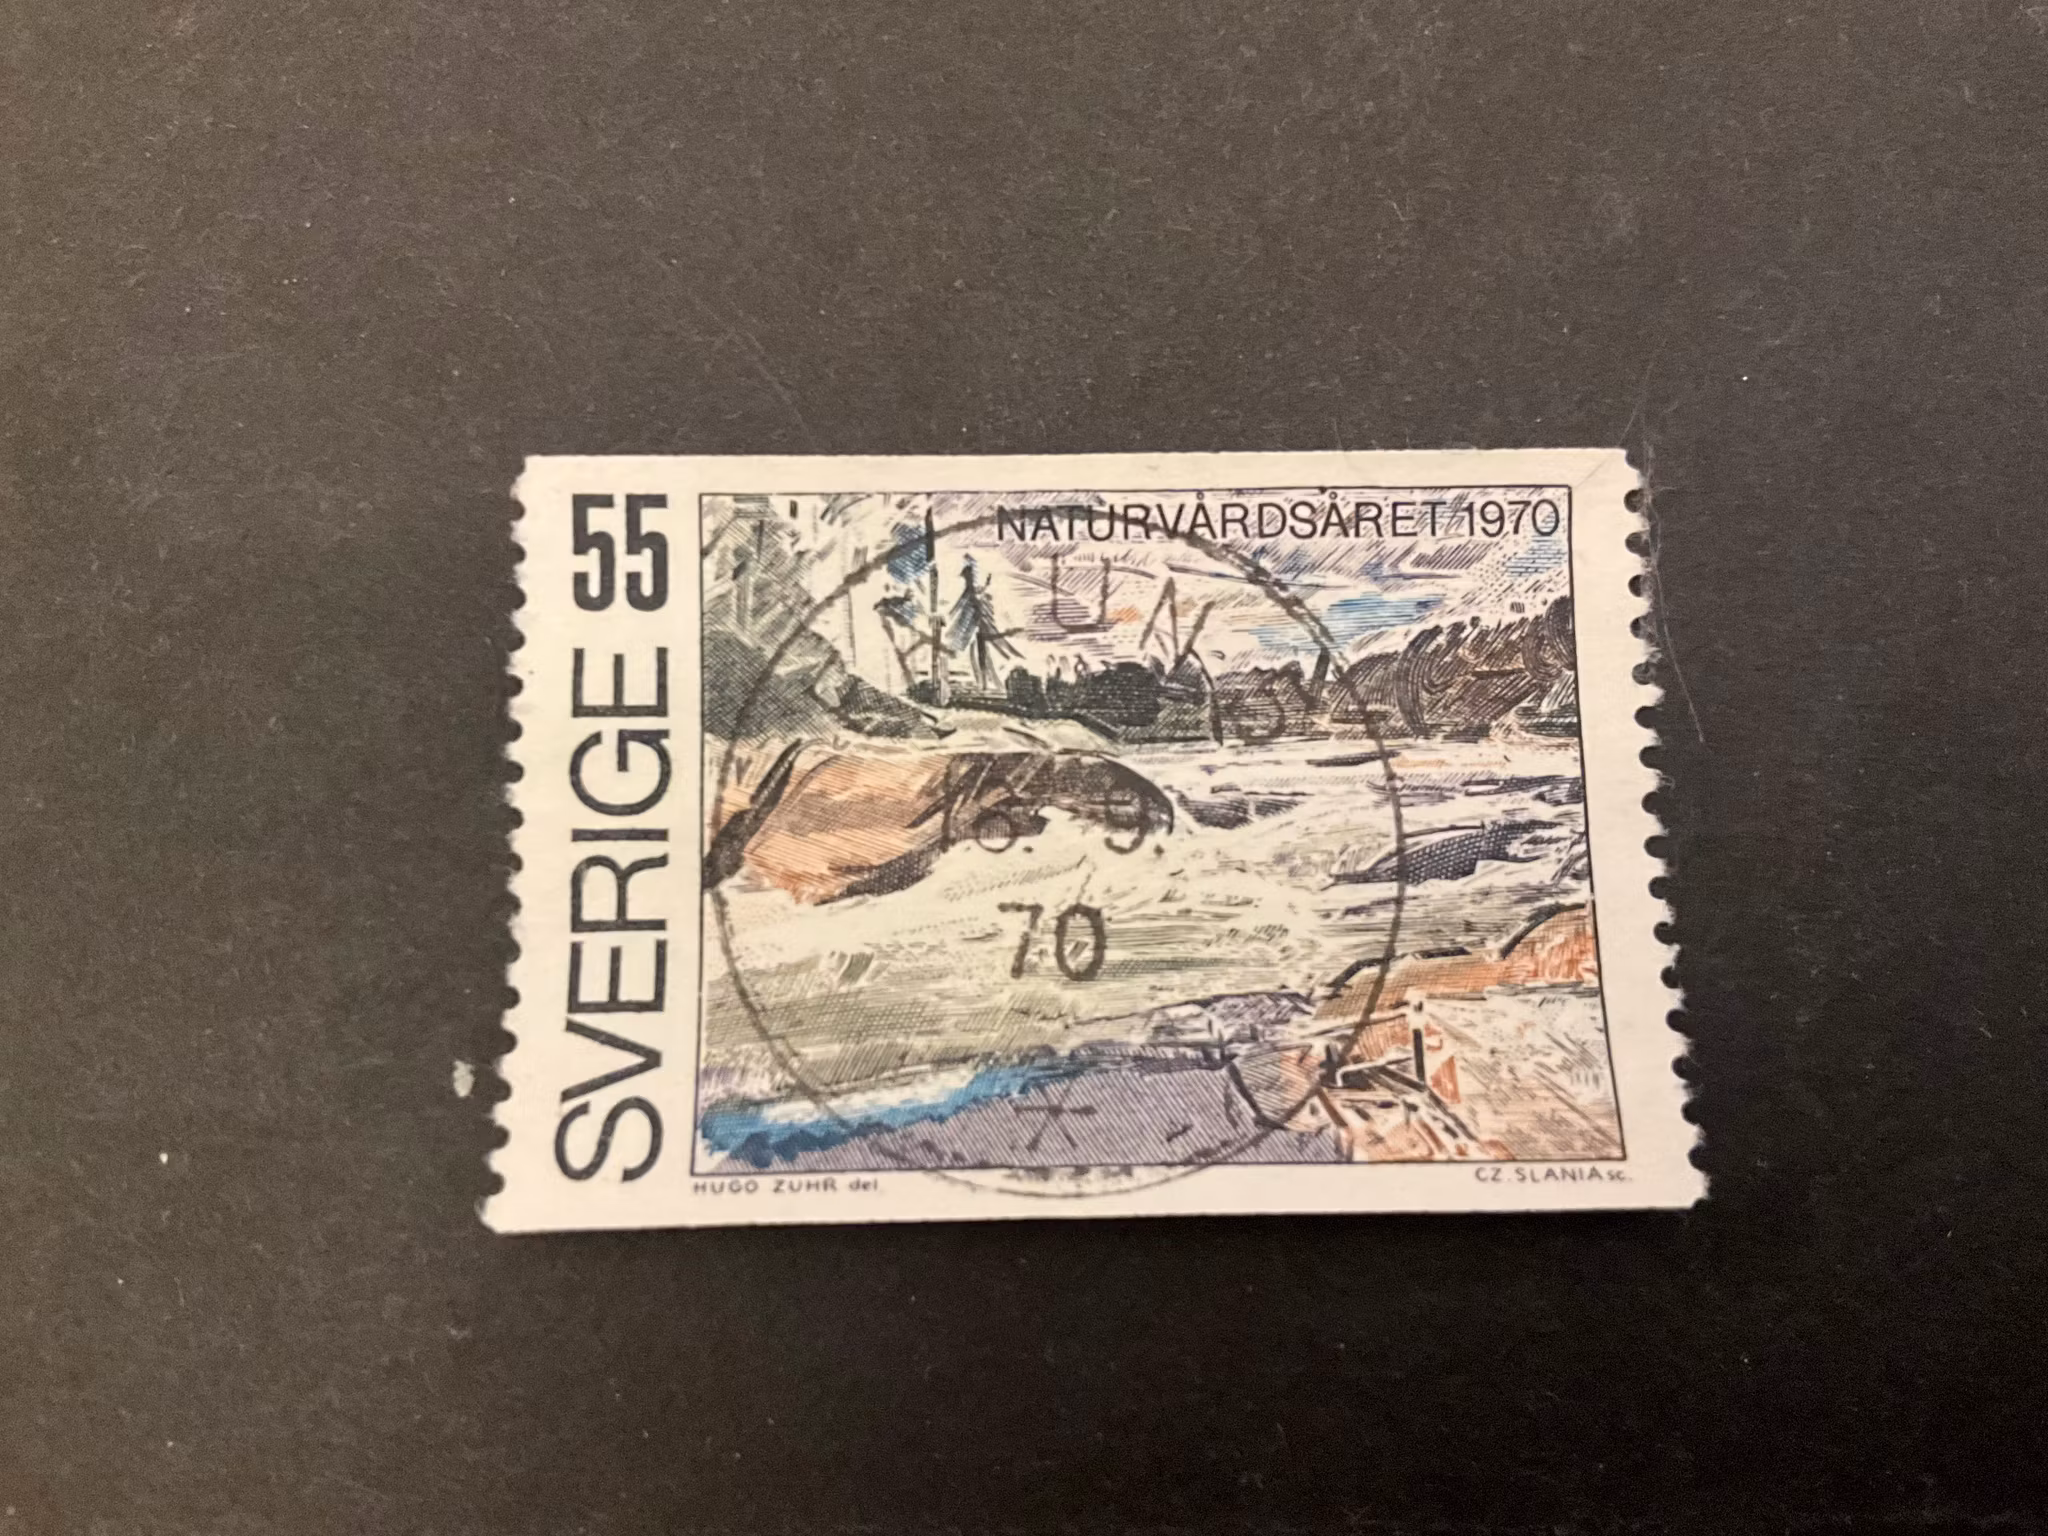 SVERIGE 55
NATURVÅRDSÅRET 1970
70
HUGO ZUHR del.
CZ. SLANIA sc.